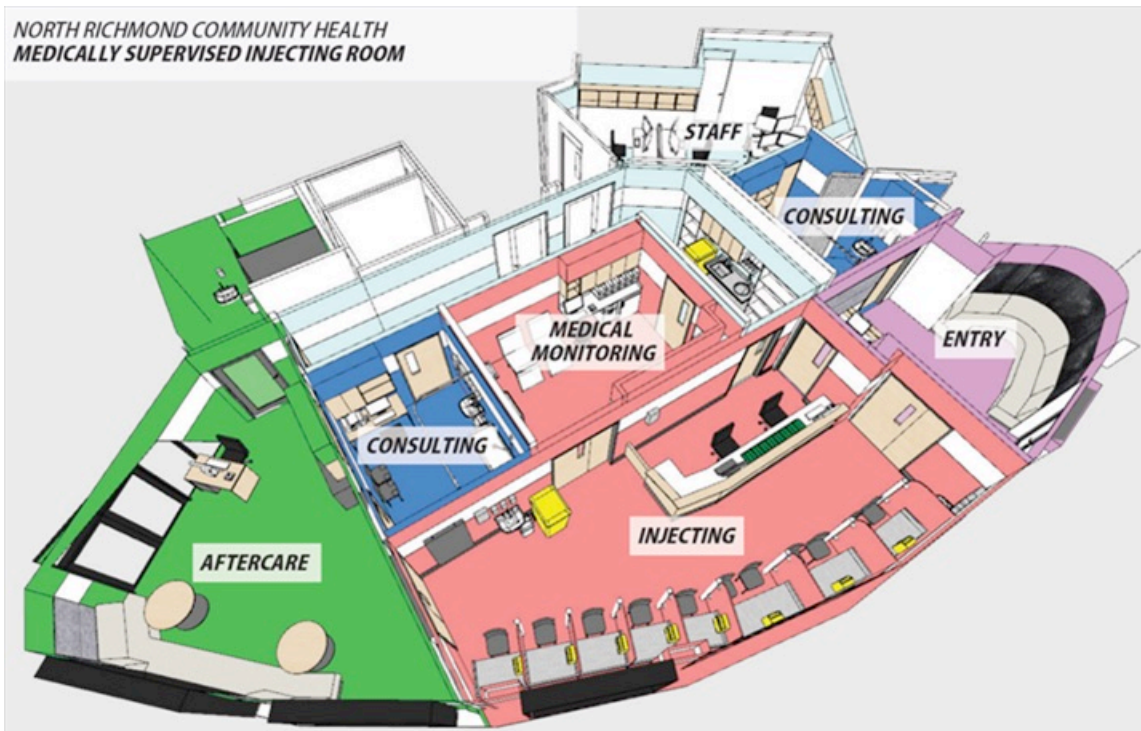 NORTH RICHMOND COMMUNITY HEALTH
MEDICALLY SUPERVISED INJECTING ROOM
STAFF
CONSULTING
MEDICAL
MONITORING
ENTRY
CONSULTING
INJECTING
AFTERCARE